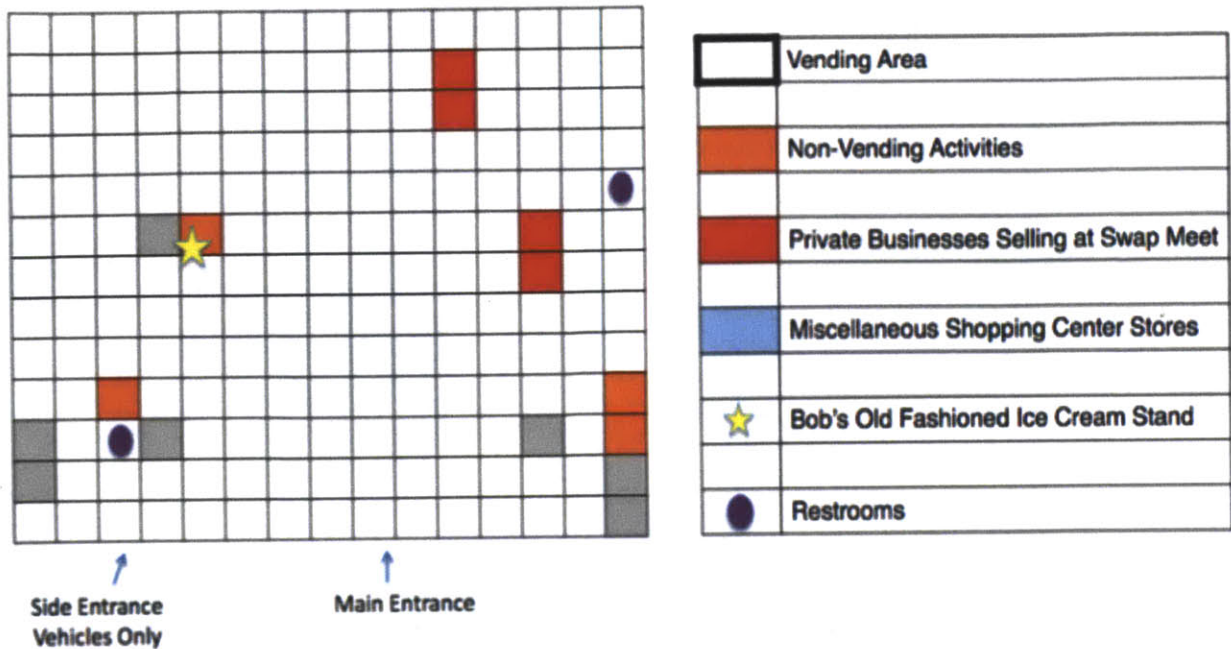 Vending Area
Non-Vending Activities
Private Businesses Selling at Swap Meet
Miscellaneous Shopping Center Stores
Bob's Old Fashioned Ice Cream Stand
Restrooms
Side Entrance
Vehicles Only
Main Entrance